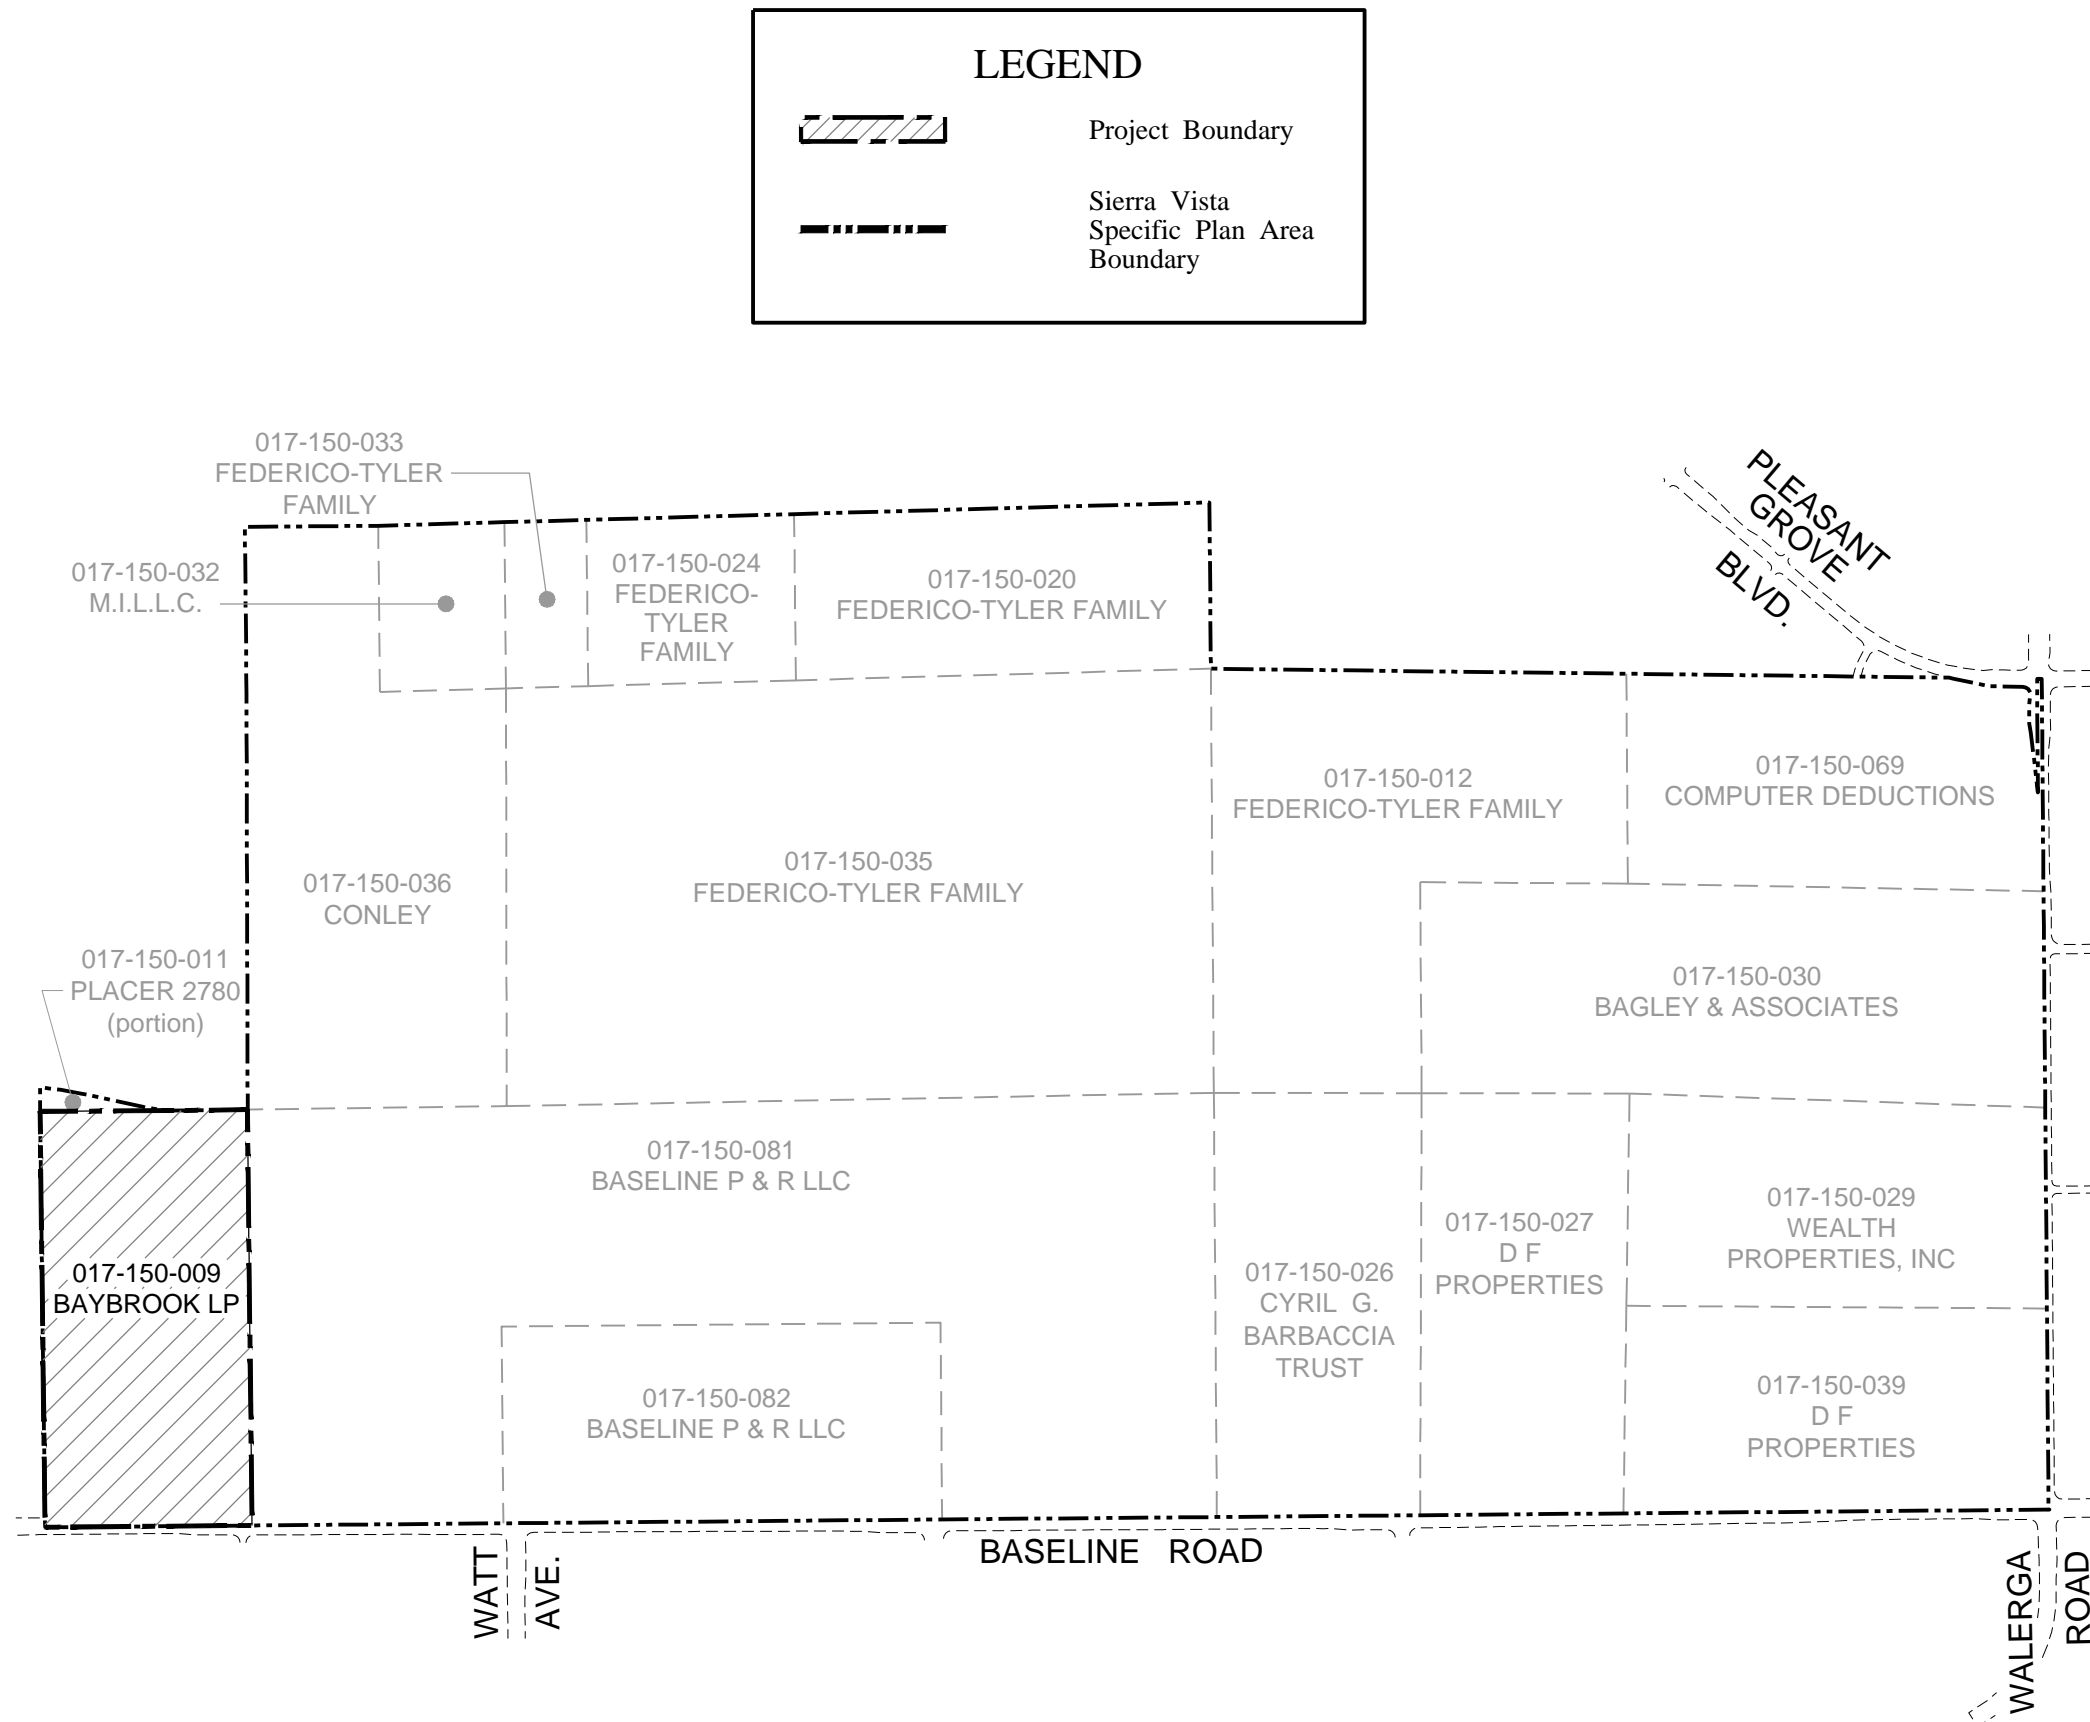 LEGEND
Project Boundary
Sierra Vista
Specific Plan Area
Boundary
017-150-033
FEDERICO-TYLER
FAMILY
017-150-032
M.I.L.L.C.
017-150-024
FEDERICO-
TYLER
FAMILY
017-150-020
FEDERICO-TYLER FAMILY
PLEASANT
GROVE
BLVD.
017-150-012
FEDERICO-TYLER FAMILY
017-150-069
COMPUTER DEDUCTIONS
017-150-035
FEDERICO-TYLER FAMILY
017-150-036
CONLEY
017-150-011
PLACER 2780
(portion)
017-150-030
BAGLEY & ASSOCIATES
017-150-081
BASELINE P & R LLC
017-150-009
BAYBROOK LP
017-150-026
CYRIL G.
BARBACCIA
TRUST
017-150-027
D F
PROPERTIES
017-150-029
WEALTH
PROPERTIES, INC
017-150-082
BASELINE P & R LLC
017-150-039
D F
PROPERTIES
BASELINE ROAD
WATT
AVE.
WALERGA
ROAD